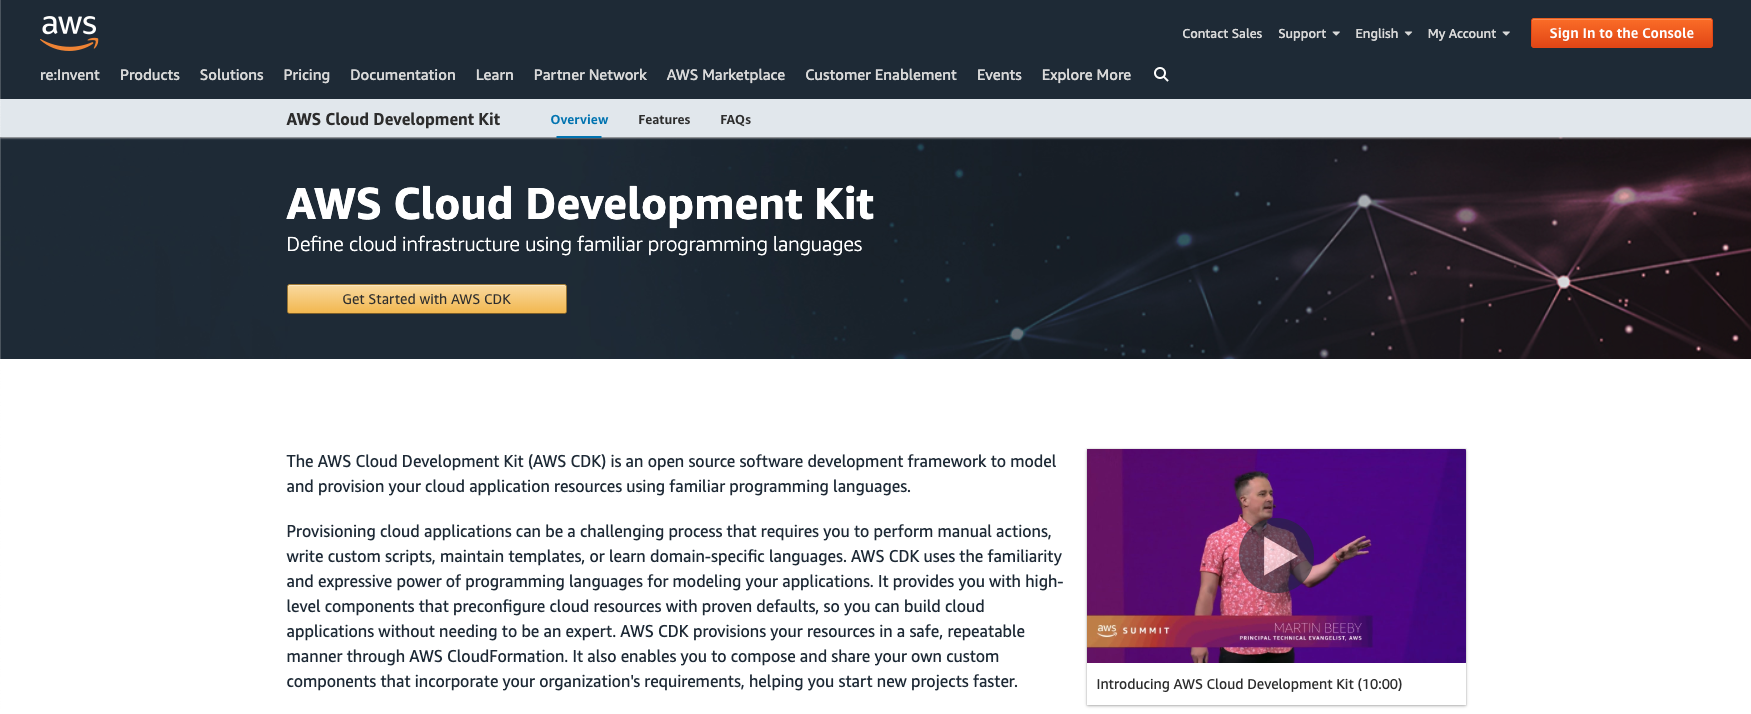 aws
Contact Sales Support English My Account Sign In to the Console
re:Invent Products Solutions Pricing Documentation Learn Partner Network AWS Marketplace Customer Enablement Events Explore More
AWS Cloud Development Kit Overview Features FAQs
AWS Cloud Development Kit
Define cloud infrastructure using familiar programming languages
Get Started with AWS CDK
The AWS Cloud Development Kit (AWS CDK) is an open source software development framework to model
and provision your cloud application resources using familiar programming languages.
Provisioning cloud applications can be a challenging process that requires you to perform manual actions,
write custom scripts, maintain templates, or learn domain-specific languages. AWS CDK uses the familiarity
and expressive power of programming languages for modeling your applications. It provides you with high-
level components that preconfigure cloud resources with proven defaults, so you can build cloud
applications without needing to be an expert. AWS CDK provisions your resources in a safe, repeatable
manner through AWS CloudFormation. It also enables you to compose and share your own custom
components that incorporate your organization's requirements, helping you start new projects faster.
aws SUMMIT
MARTIN BEEBY
PRINCIPAL TECHNICAL EVANGELIST, AWS
Introducing AWS Cloud Development Kit (10:00)